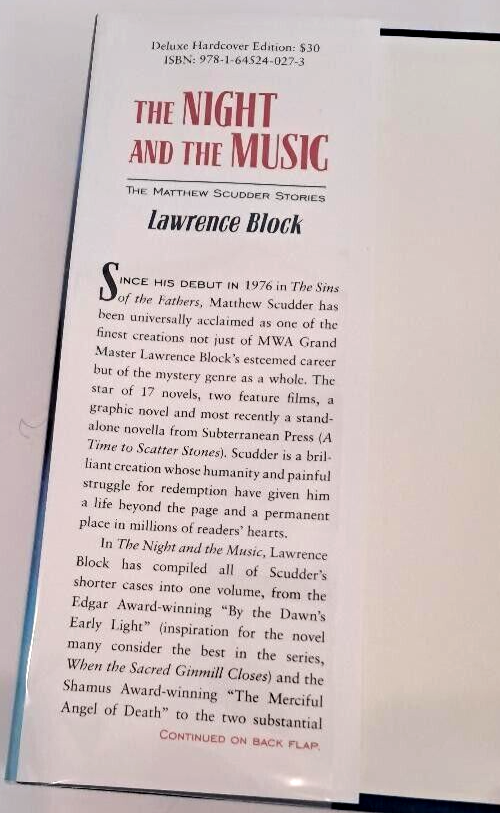 Deluxe Hardcover Edition: $30
ISBN: 978-1-64524-027-3
THE NIGHT
AND THE MUSIC
THE MATTHEW SCUDDER STORIES
Lawrence Block
SINCE HIS DEBUT IN 1976 in The Sins
of the Fathers, Matthew Scudder has
been universally acclaimed as one of the
finest creations not just of MWA Grand
Master Lawrence Block's esteemed career
but of the mystery genre as a whole. The
star of 17 novels, two feature films, a
graphic novel and most recently a stand-
alone novella from Subterranean Press (A
Time to Scatter Stones). Scudder is a bril-
liant creation whose humanity and painful
struggle for redemption have given him
a life beyond the page and a permanent
place in millions of readers' hearts.
In The Night and the Music, Lawrence
Block has compiled all of Scudder's
shorter cases into one volume, from the
Edgar Award-winning "By the Dawn's
Early Light" (inspiration for the novel
many consider the best in the series,
When the Sacred Ginmill Closes) and the
Shamus Award-winning "The Merciful
Angel of Death" to the two substantial
CONTINUED ON BACK FLAP.